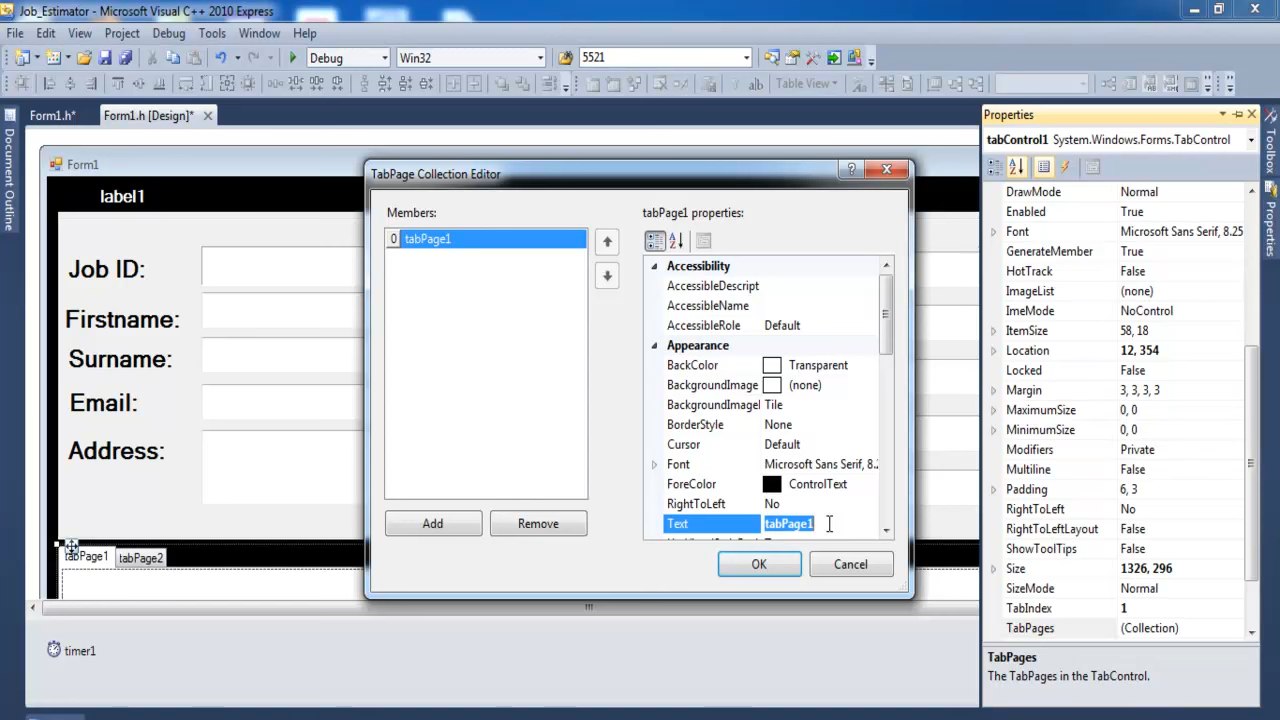 Job_Estimator - Microsoft Visual C++ 2010 Express
File Edit View Project Debug Tools Window Help
Debug Win32 5521
ab Table View
Form1.h* Form1.h [Design]*
Document Outline
Form1
label1
Job ID:
Firstname:
Surname:
Email:
Address:
tabPage1 tabPage2
timer1
TabPage Collection Editor
Members:
0 tabPage1
Add Remove
tabPage1 properties:
Accessibility
AccessibleDescript
AccessibleName
AccessibleRole Default
Appearance
BackColor Transparent
BackgroundImage (none)
BackgroundImageI Tile
BorderStyle None
Cursor Default
Font Microsoft Sans Serif, 8.2
ForeColor ControlText
RightToLeft No
Text tabPage1
OK Cancel
Properties
tabControl1 System.Windows.Forms.TabControl
DrawMode Normal
Enabled True
Font Microsoft Sans Serif, 8.25
GenerateMember True
HotTrack False
ImageList (none)
ImeMode NoControl
ItemSize 58, 18
Location 12, 354
Locked False
Margin 3, 3, 3, 3
MaximumSize 0, 0
MinimumSize 0, 0
Modifiers Private
Multiline False
Padding 6, 3
RightToLeft No
RightToLeftLayout False
ShowToolTips False
Size 1326, 296
SizeMode Normal
TabIndex 1
TabPages (Collection)
TabPages
The TabPages in the TabControl.
Toolbox
Properties